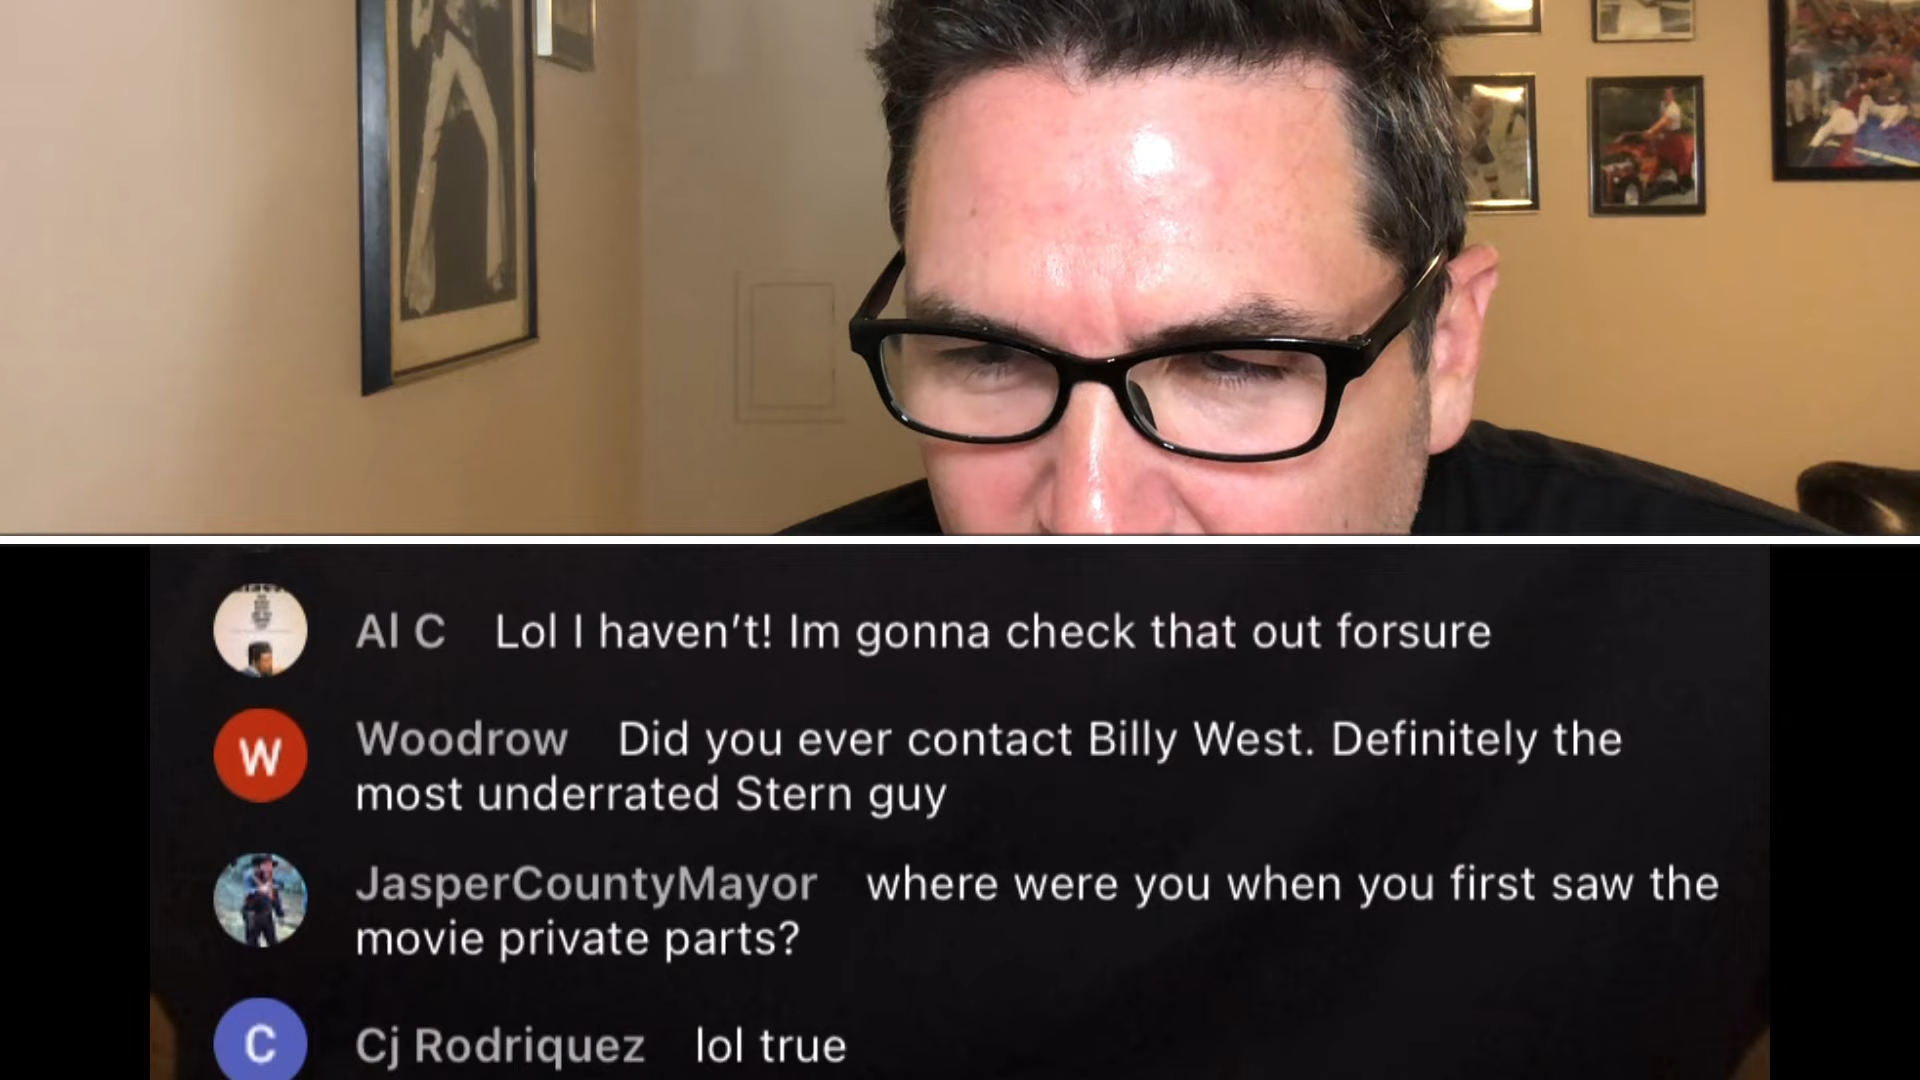 Al C Lol I haven't! Im gonna check that out forsure
W Woodrow Did you ever contact Billy West. Definitely the
most underrated Stern guy
JasperCountyMayor where were you when you first saw the
movie private parts?
C Cj Rodriquez lol true